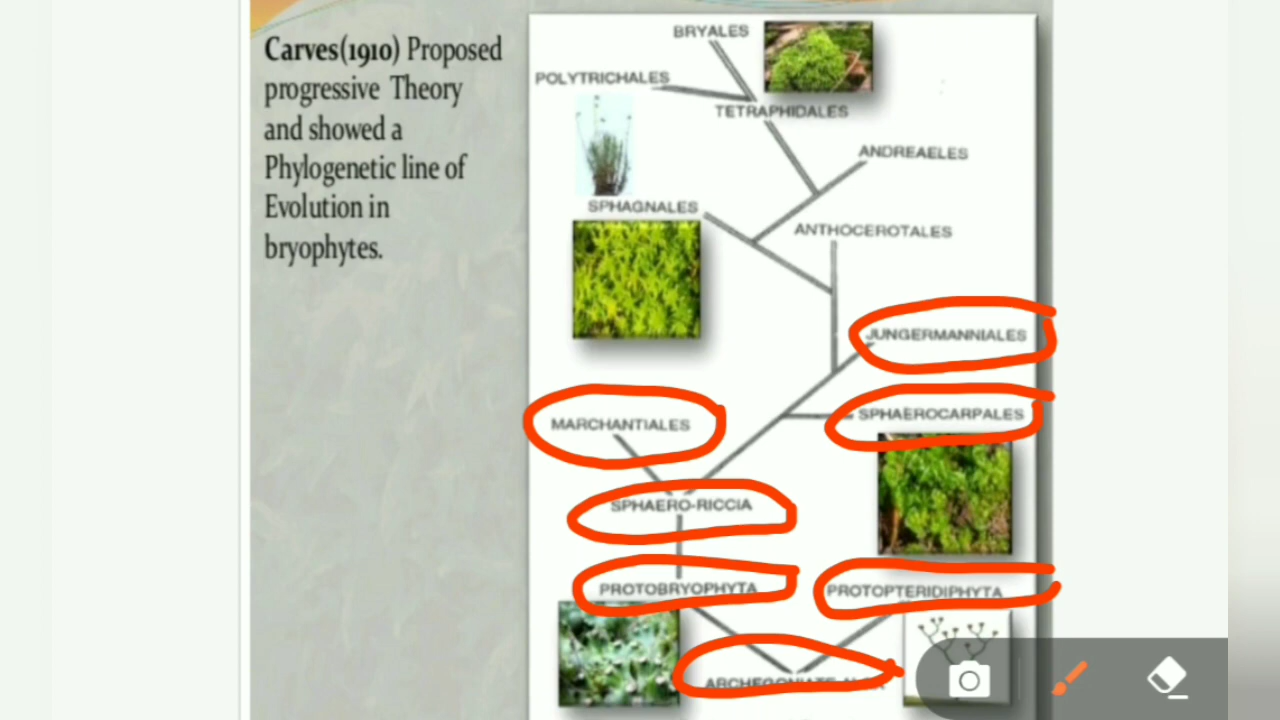 Carves(1910) Proposed
progressive Theory
and showed a
Phylogenetic line of
Evolution in
bryophytes.
BRYALES
POLYTRICHALES
TETRAPHIDALES
ANDREAELES
SPHAGNALES
ANTHOCEROTALES
JUNGERMANNIALES
SPHAEROCARPALES
MARCHANTIALES
SPHAERO-RICCIA
PROTOBRYOPHYTA
PROTOPTERIDIPHYTA
ARCHEGONIATE